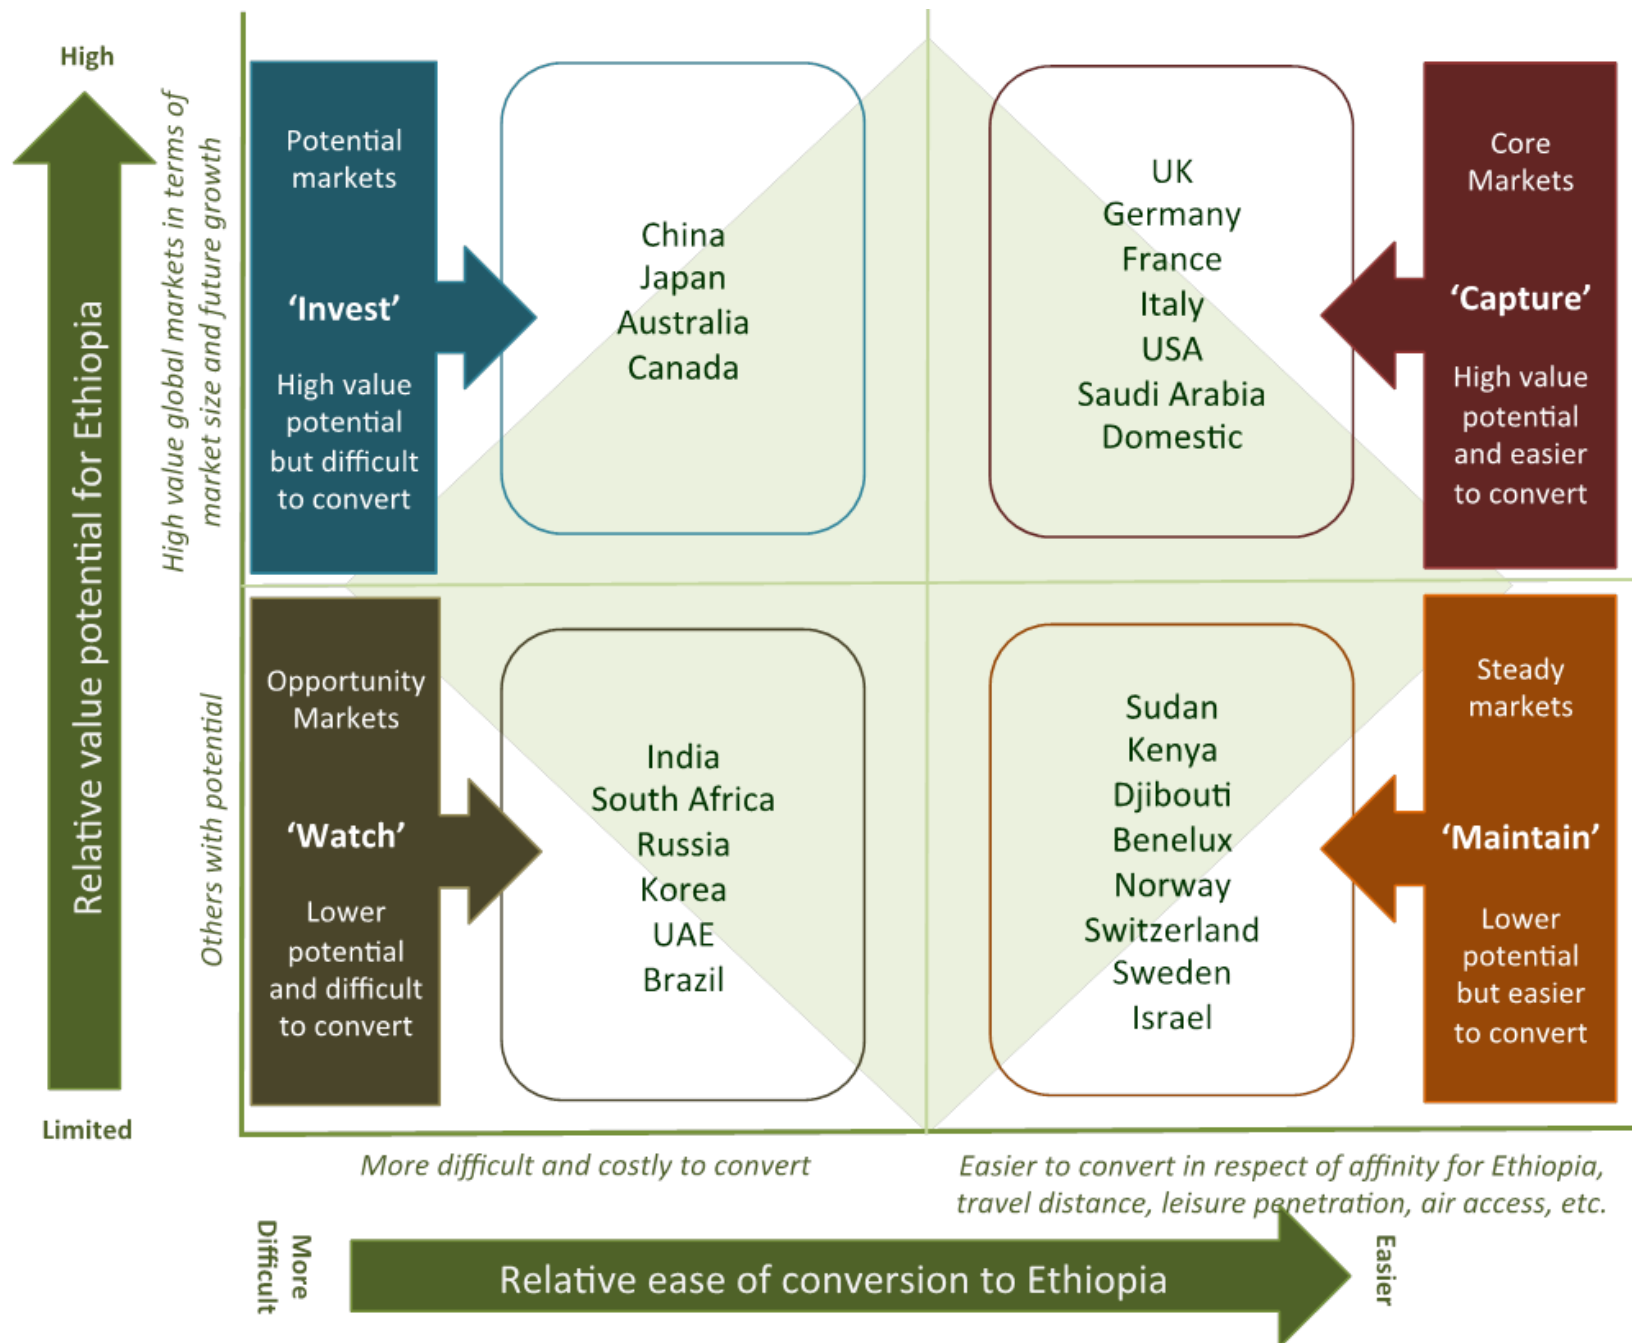 High
Relative value potential for Ethiopia
Limited
High value global markets in terms of
market size and future growth
Others with potential
Potential
markets
‘Invest’
High value
potential
but difficult
to convert
China
Japan
Australia
Canada
UK
Germany
France
Italy
USA
Saudi Arabia
Domestic
Core
Markets
‘Capture’
High value
potential
and easier
to convert
Opportunity
Markets
‘Watch’
Lower
potential
and difficult
to convert
India
South Africa
Russia
Korea
UAE
Brazil
Sudan
Kenya
Djibouti
Benelux
Norway
Switzerland
Sweden
Israel
Steady
markets
‘Maintain’
Lower
potential
but easier
to convert
More difficult and costly to convert
Easier to convert in respect of affinity for Ethiopia,
travel distance, leisure penetration, air access, etc.
More
Difficult
Relative ease of conversion to Ethiopia
Easier